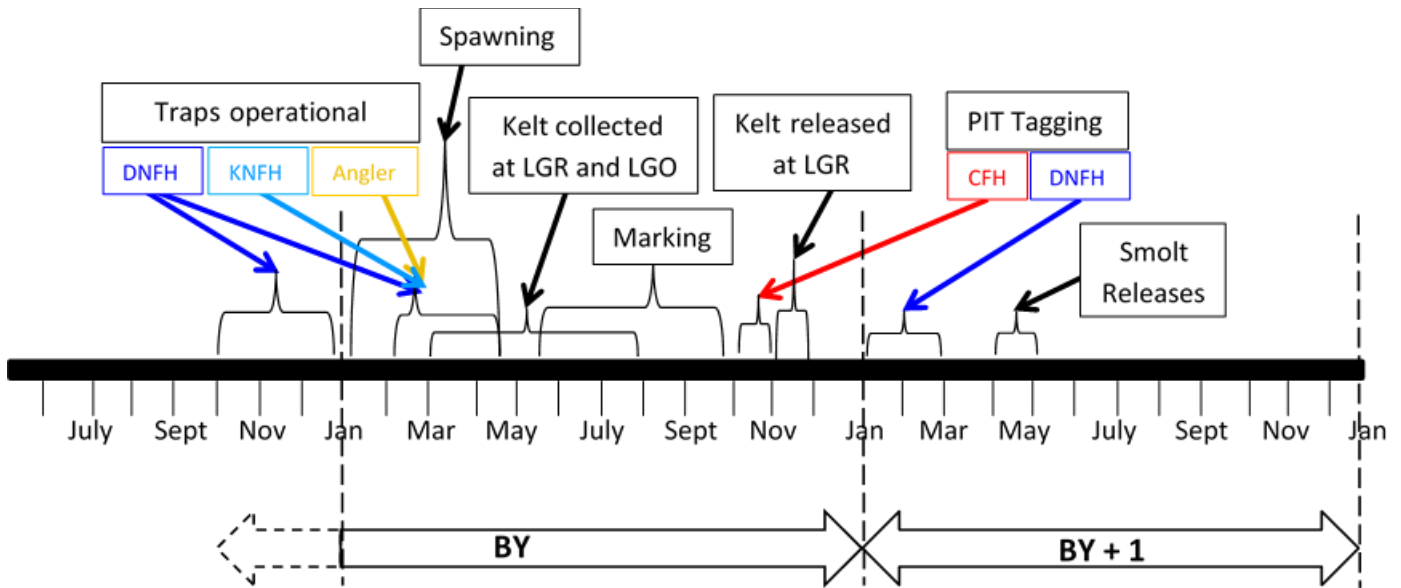 Spawning
Traps operational
DNFH
KNFH
Angler
Kelt collected
at LGR and LGO
Kelt released
at LGR
PIT Tagging
CFH
DNFH
Marking
Smolt
Releases
July Sept Nov Jan Mar May July Sept Nov Jan Mar May July Sept Nov Jan
BY
BY + 1